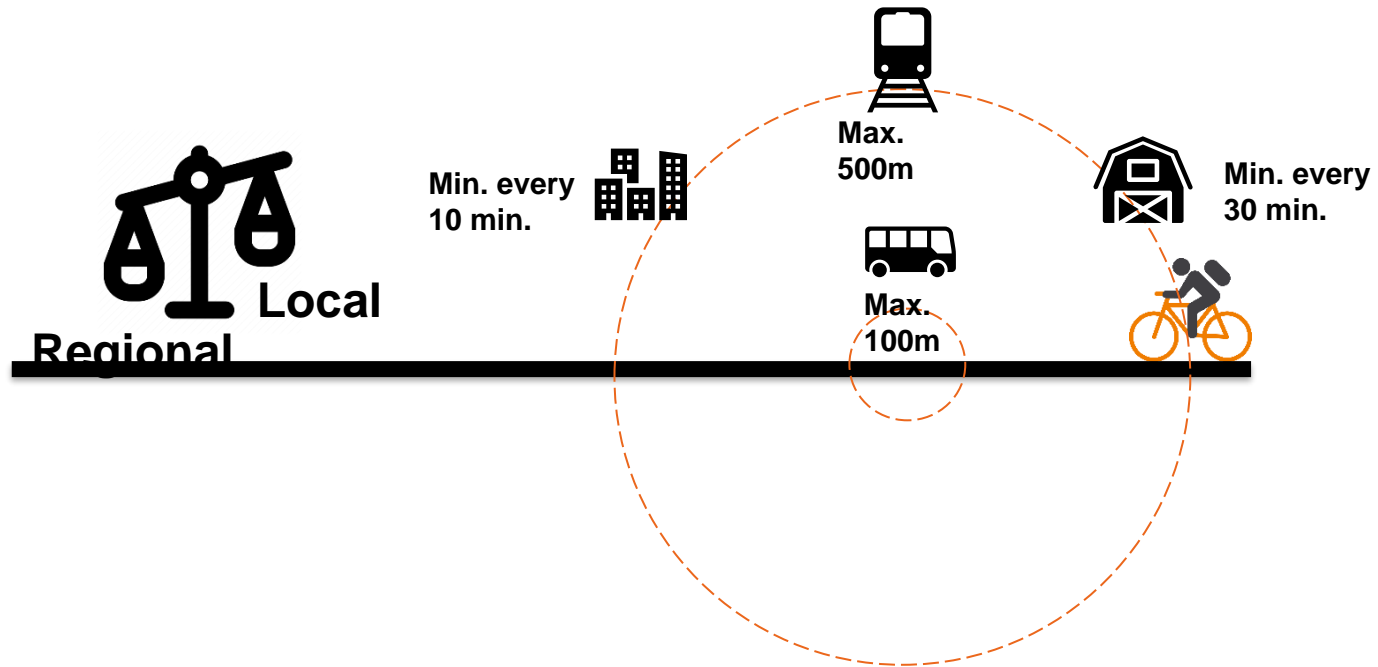 Max.
500m
Min. every
10 min.
Min. every
30 min.
Local
Regional
Max.
100m